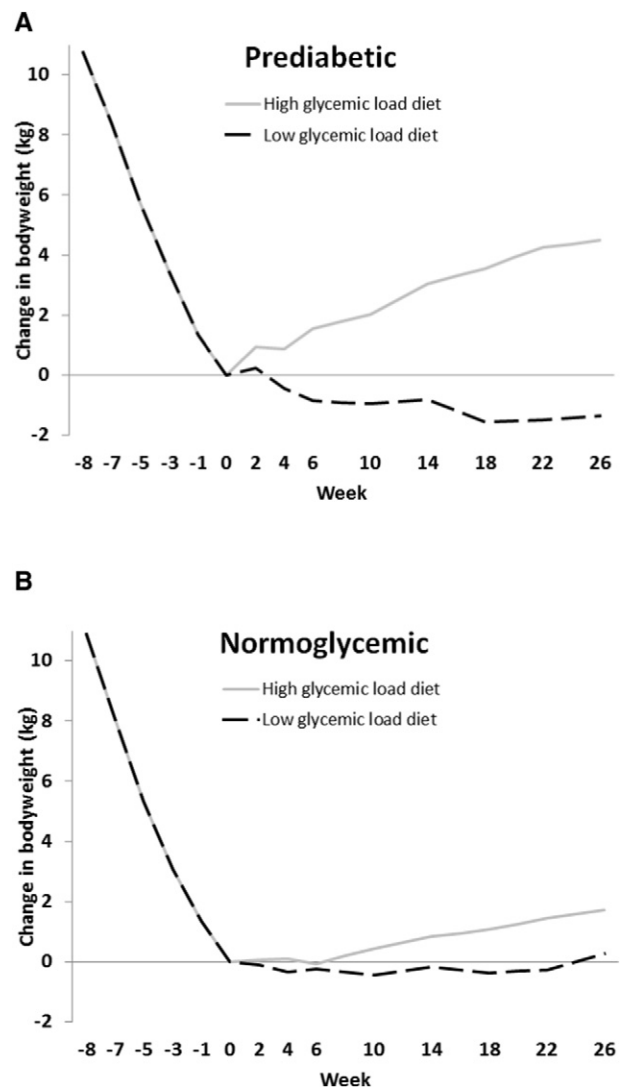 A
Prediabetic
High glycemic load diet
Low glycemic load diet
Change in bodyweight (kg)
10
8
6
4
2
0
-2
-8 -7 -5 -3 -1 0 2 4 6 10 14 18 22 26
Week
B
Normoglycemic
High glycemic load diet
Low glycemic load diet
Change in bodyweight (kg)
10
8
6
4
2
0
-2
-8 -7 -5 -3 -1 0 2 4 6 10 14 18 22 26
Week